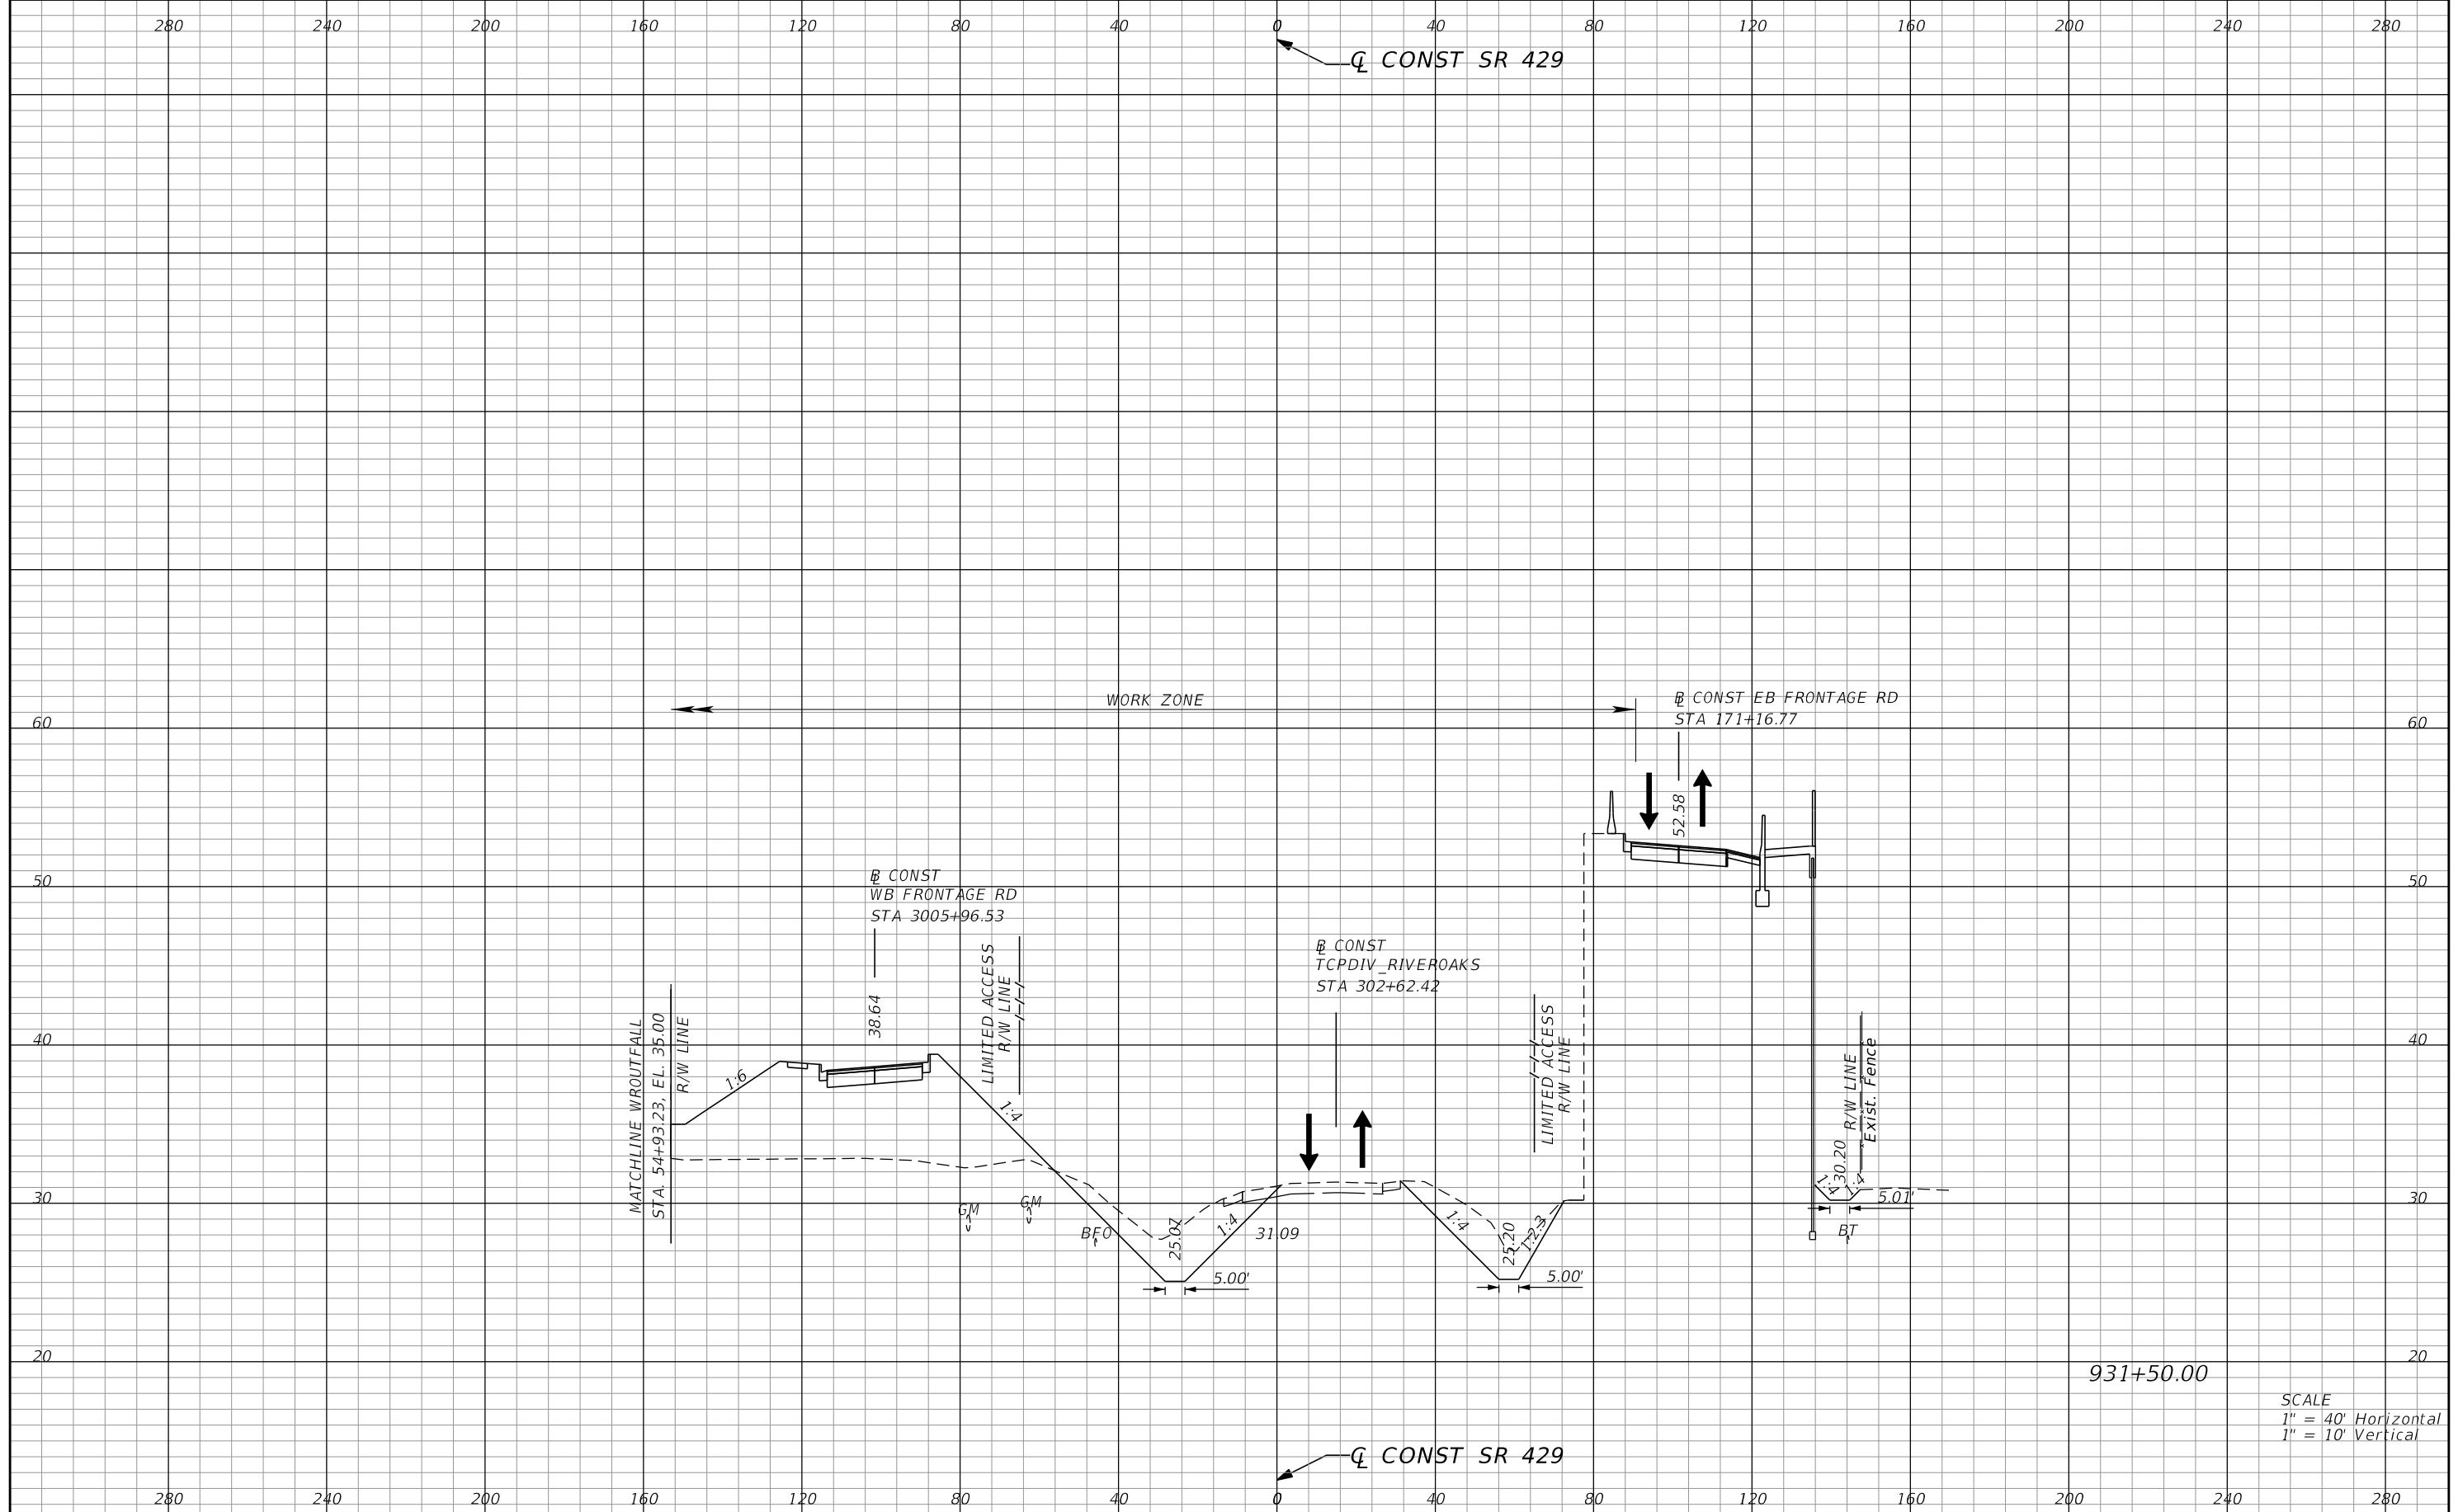 280 240 200 160 120 80 40 0 40 80 120 160 200 240 280
℄ CONST SR 429
WORK ZONE
℄ CONST EB FRONTAGE RD
STA 171+16.77
60 60
52.58
50 50
℄ CONST
WB FRONTAGE RD
STA 3005+96.53
38.64
LIMITED ACCESS
R/W LINE
℄ CONST
TCPDIV_RIVEROAKS
STA 302+62.42
MATCHLINE WROUTFALL
STA. 54+93.23, EL. 35.00
R/W LINE
40 40
1:6
1:4
LIMITED ACCESS
R/W LINE
R/W LINE
Exist. Fence
30.20
1:4
1:4
5.01'
30 30
GM
GM
BFO
25.07
1:4
31.09
1:4
25.20
1:2.3
BT
5.00'
5.00'
20 20
931+50.00
SCALE
1" = 40' Horizontal
1" = 10' Vertical
℄ CONST SR 429
280 240 200 160 120 80 40 0 40 80 120 160 200 240 280